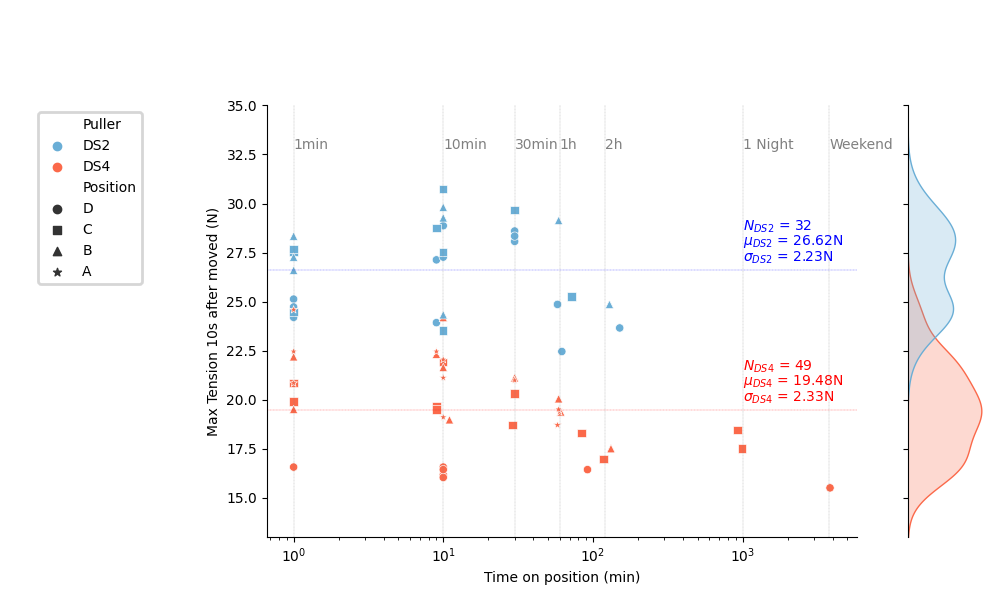 Puller
DS2
DS4
Position
D
C
B
A
Max Tension 10s after moved (N)
35.0
32.5
30.0
27.5
25.0
22.5
20.0
17.5
15.0
1min
10min
30min
1h
2h
1 Night
Weekend
N_DS2 = 32
μ_DS2 = 26.62N
σ_DS2 = 2.23N
N_DS4 = 49
μ_DS4 = 19.48N
σ_DS4 = 2.33N
10^0
10^1
10^2
10^3
Time on position (min)